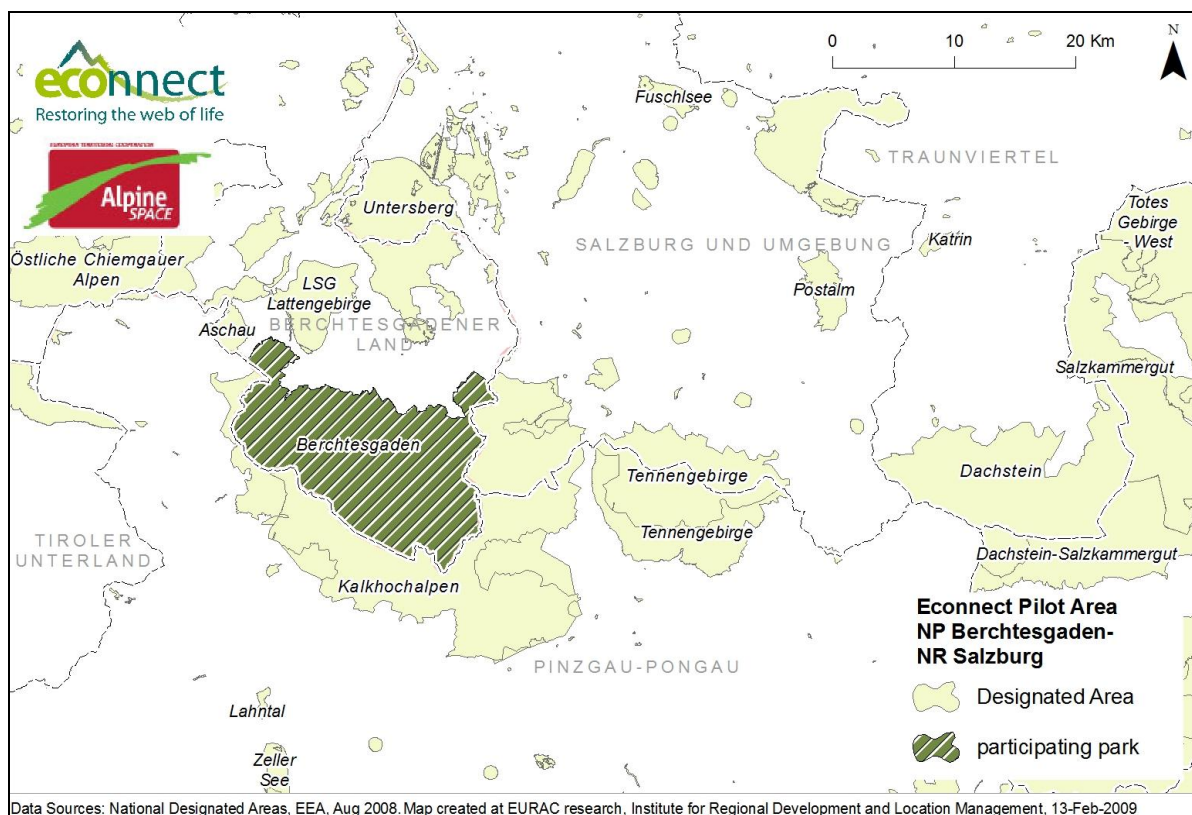 econnect
Restoring the web of life
EUROPEAN TERRITORIAL COOPERATION
Alpine
SPACE
0 10 20 Km
N
Fuschlsee
TRAUNVIERTEL
Untersberg
Totes
Gebirge
- West
SALZBURG UND UMGEBUNG
Katrin
Östliche Chiemgauer
Alpen
LSG
Lattengebirge
Postalm
Aschau
BERCHTESGADENER
LAND
Salzkammergut
Berchtesgaden
Tennengebirge
Dachstein
TIROLER
UNTERLAND
Tennengebirge
Dachstein-Salzkammergut
Kalkhochalpen
PINZGAU-PONGAU
Lahntal
Zeller
See
Econnect Pilot Area
NP Berchtesgaden-
NR Salzburg
Designated Area
participating park
Data Sources: National Designated Areas, EEA, Aug 2008. Map created at EURAC research, Institute for Regional Development and Location Management, 13-Feb-2009